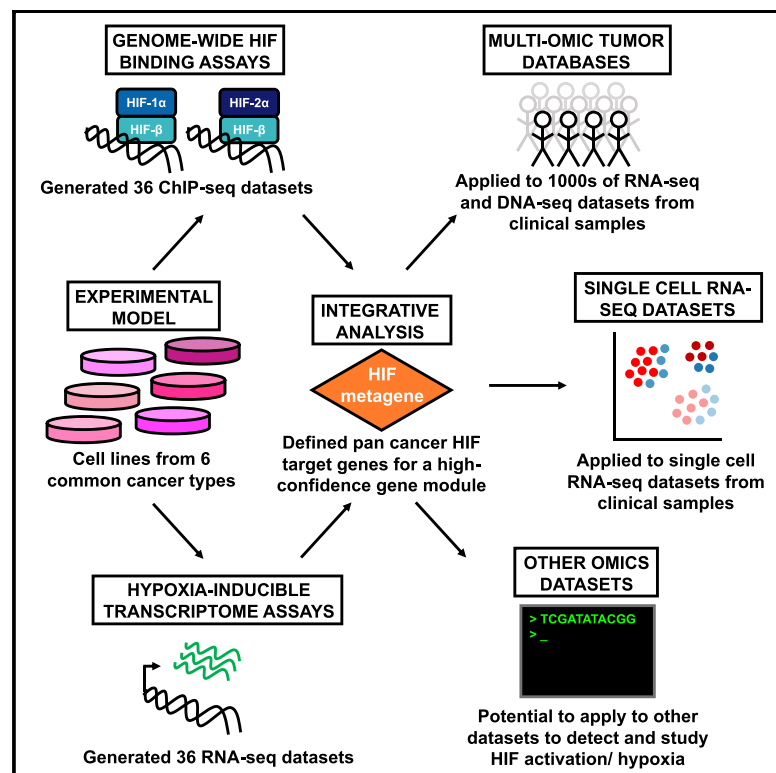 GENOME-WIDE HIF
BINDING ASSAYS
HIF-1α
HIF-β
HIF-2α
HIF-β
Generated 36 ChIP-seq datasets
MULTI-OMIC TUMOR
DATABASES
Applied to 1000s of RNA-seq
and DNA-seq datasets from
clinical samples
EXPERIMENTAL
MODEL
Cell lines from 6
common cancer types
INTEGRATIVE
ANALYSIS
HIF
metagene
Defined pan cancer HIF
target genes for a high-
confidence gene module
SINGLE CELL RNA-
SEQ DATASETS
Applied to single cell
RNA-seq datasets from
clinical samples
HYPOXIA-INDUCIBLE
TRANSCRIPTOME ASSAYS
Generated 36 RNA-seq datasets
OTHER OMICS
DATASETS
> TCGATATACGG
> _
Potential to apply to other
datasets to detect and study
HIF activation/ hypoxia